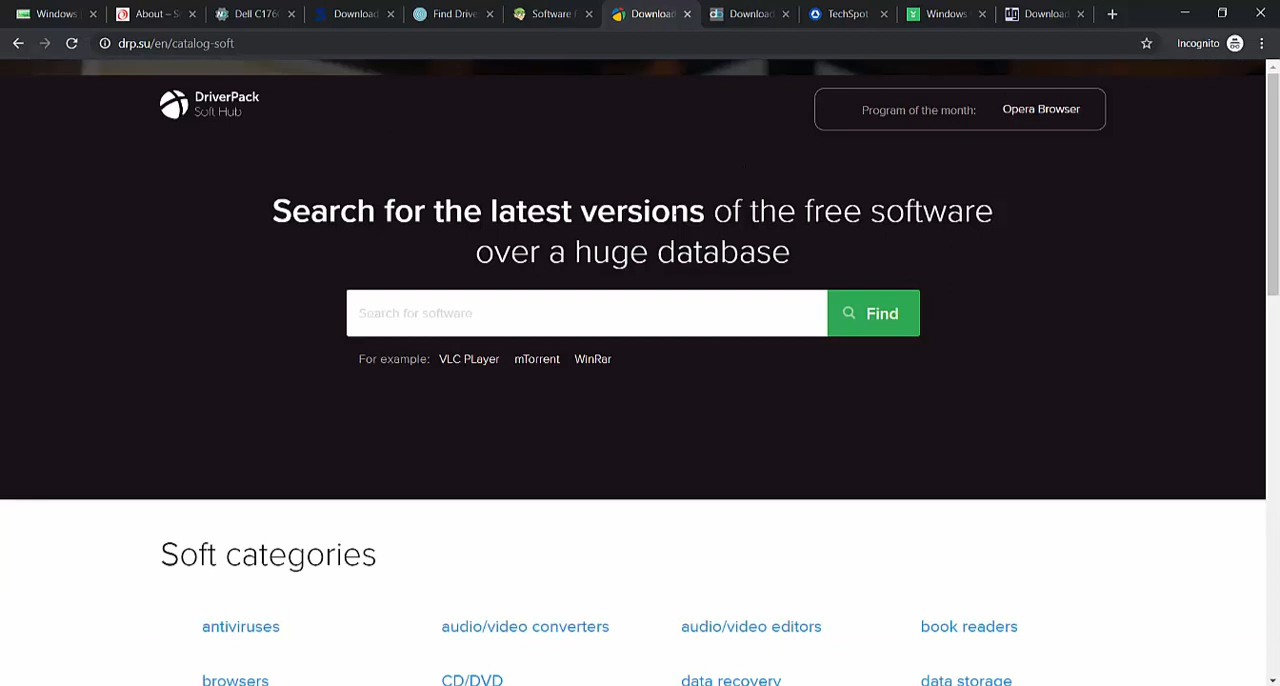 Windows
About – S
Dell C176
Download
Find Drive
Software
Download
Download
TechSpot
Windows
Download
drp.su/en/catalog-soft
Incognito
DriverPack
Soft Hub
Program of the month: Opera Browser
Search for the latest versions of the free software
over a huge database
Search for software
Find
For example: VLC PLayer mTorrent WinRar
Soft categories
antiviruses audio/video converters audio/video editors book readers
browsers CD/DVD data recovery data storage